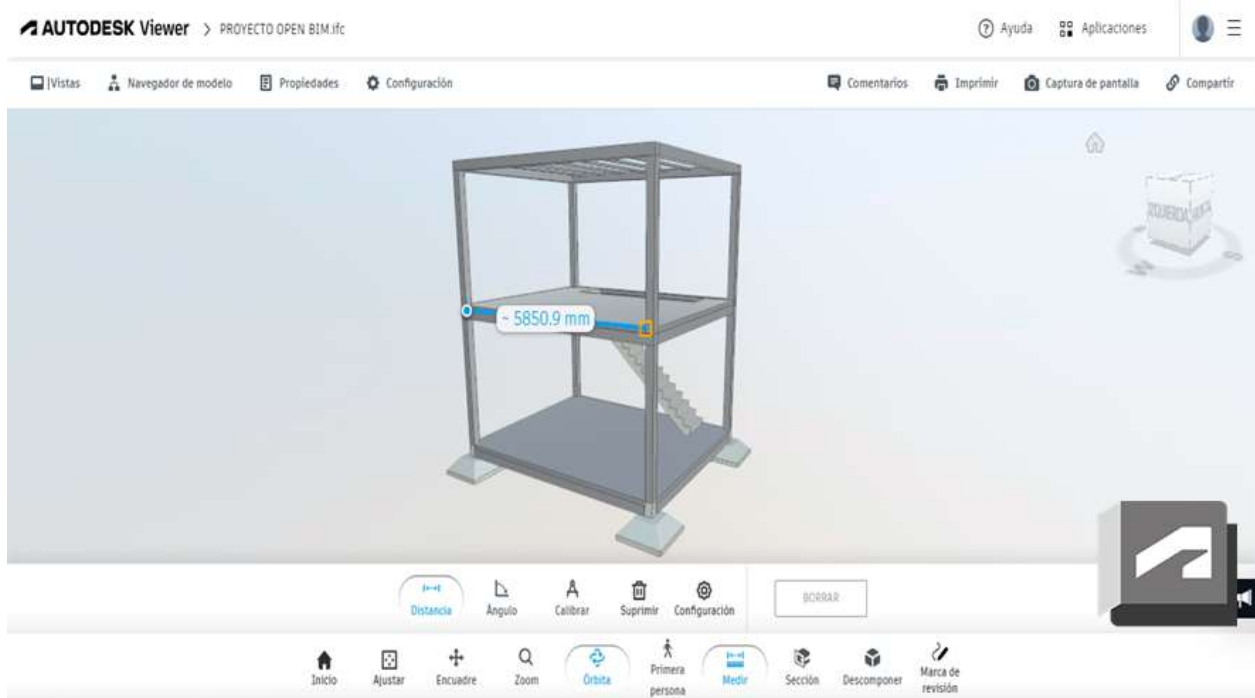 AUTODESK Viewer > PROYECTO OPEN BIM.ifc
Ayuda
Aplicaciones
Vistas
Navegador de modelo
Propiedades
Configuración
Comentarios
Imprimir
Captura de pantalla
Compartir
IZQUIERDA
~ 5850.9 mm
Distancia
Ángulo
Calibrar
Suprimir
Configuración
BORRAR
Inicio
Ajustar
Encuadre
Zoom
Órbita
Primera
persona
Medir
Sección
Descomponer
Marca de
revisión